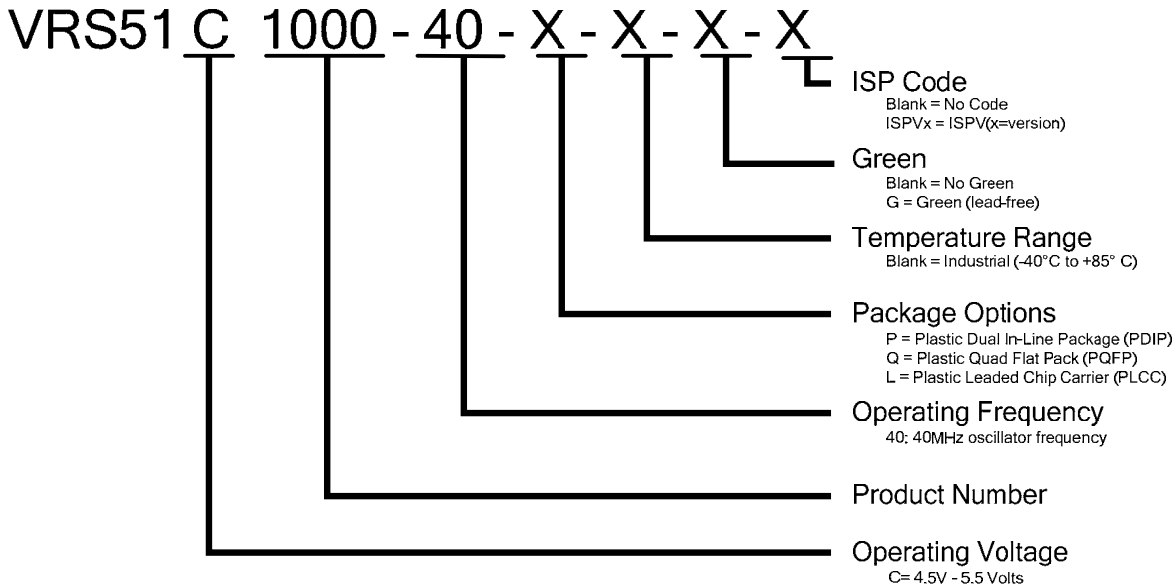 VRS51 C 1000 - 40 - X - X - X - X
ISP Code
Blank = No Code
ISPVx = ISPV(x=version)
Green
Blank = No Green
G = Green (lead-free)
Temperature Range
Blank = Industrial (-40°C to +85° C)
Package Options
P = Plastic Dual In-Line Package (PDIP)
Q = Plastic Quad Flat Pack (PQFP)
L = Plastic Leaded Chip Carrier (PLCC)
Operating Frequency
40: 40MHz oscillator frequency
Product Number
Operating Voltage
C= 4.5V - 5.5 Volts